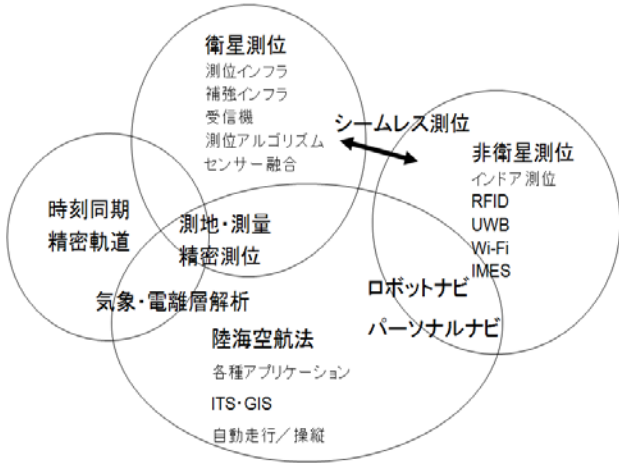 衛星測位
測位インフラ
補強インフラ
受信機
測位アルゴリズム
センサー融合
シームレス測位
非衛星測位
インドア測位
RFID
UWB
Wi-Fi
IMES
時刻同期
精密軌道
測地・測量
精密測位
気象・電離層解析
ロボットナビ
パーソナルナビ
陸海空航法
各種アプリケーション
ITS・GIS
自動走行／操縦